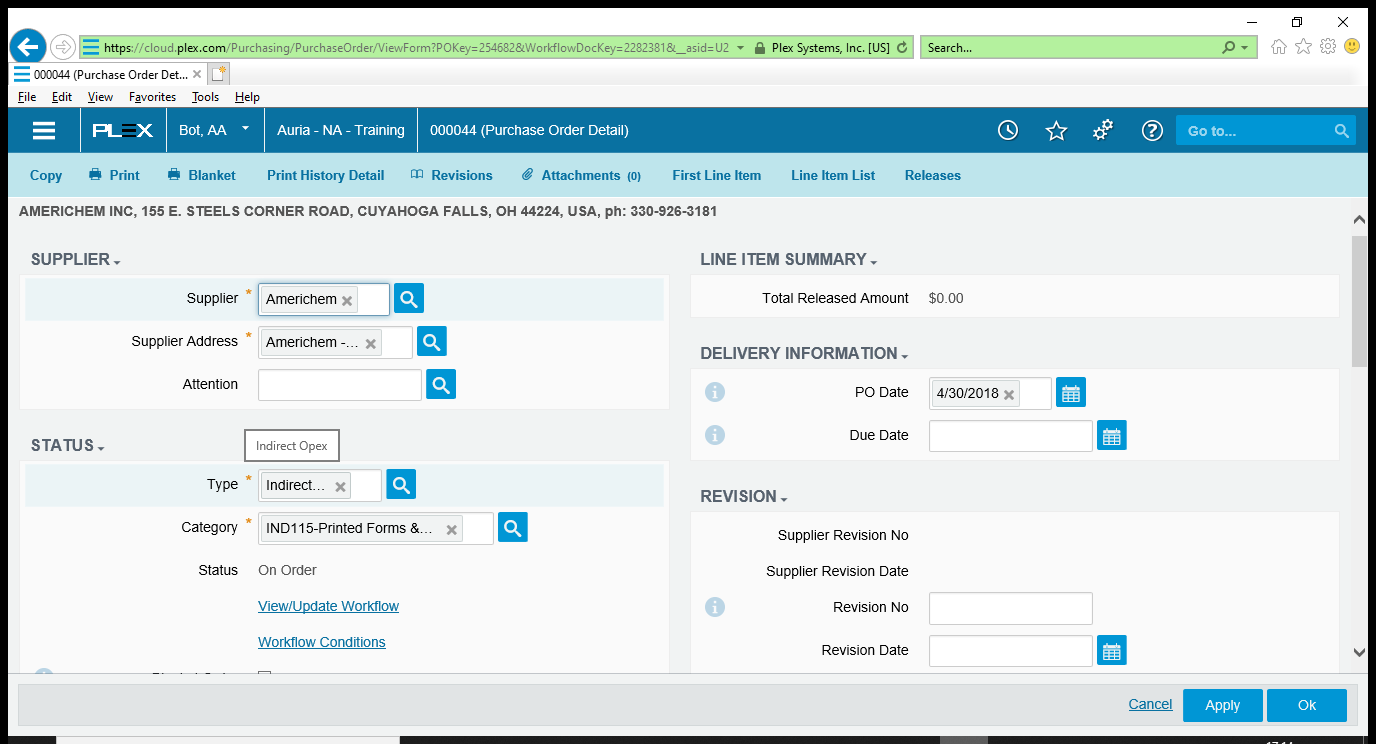 https://cloud.plex.com/Purchasing/PurchaseOrder/ViewForm?POKey=254682&WorkflowDocKey=2282381&__asid=U2
Plex Systems, Inc. [US]
Search...
000044 (Purchase Order Det...
File Edit View Favorites Tools Help
PLEX
Bot, AA
Auria - NA - Training
000044 (Purchase Order Detail)
Go to...
Copy Print Blanket Print History Detail Revisions Attachments (0) First Line Item Line Item List Releases
AMERICHEM INC, 155 E. STEELS CORNER ROAD, CUYAHOGA FALLS, OH 44224, USA, ph: 330-926-3181
SUPPLIER
Supplier * Americhem
Supplier Address * Americhem -...
Attention
STATUS
Indirect Opex
Type * Indirect...
Category * IND115-Printed Forms &...
Status On Order
View/Update Workflow
Workflow Conditions
LINE ITEM SUMMARY
Total Released Amount $0.00
DELIVERY INFORMATION
PO Date 4/30/2018
Due Date
REVISION
Supplier Revision No
Supplier Revision Date
Revision No
Revision Date
Cancel Apply Ok